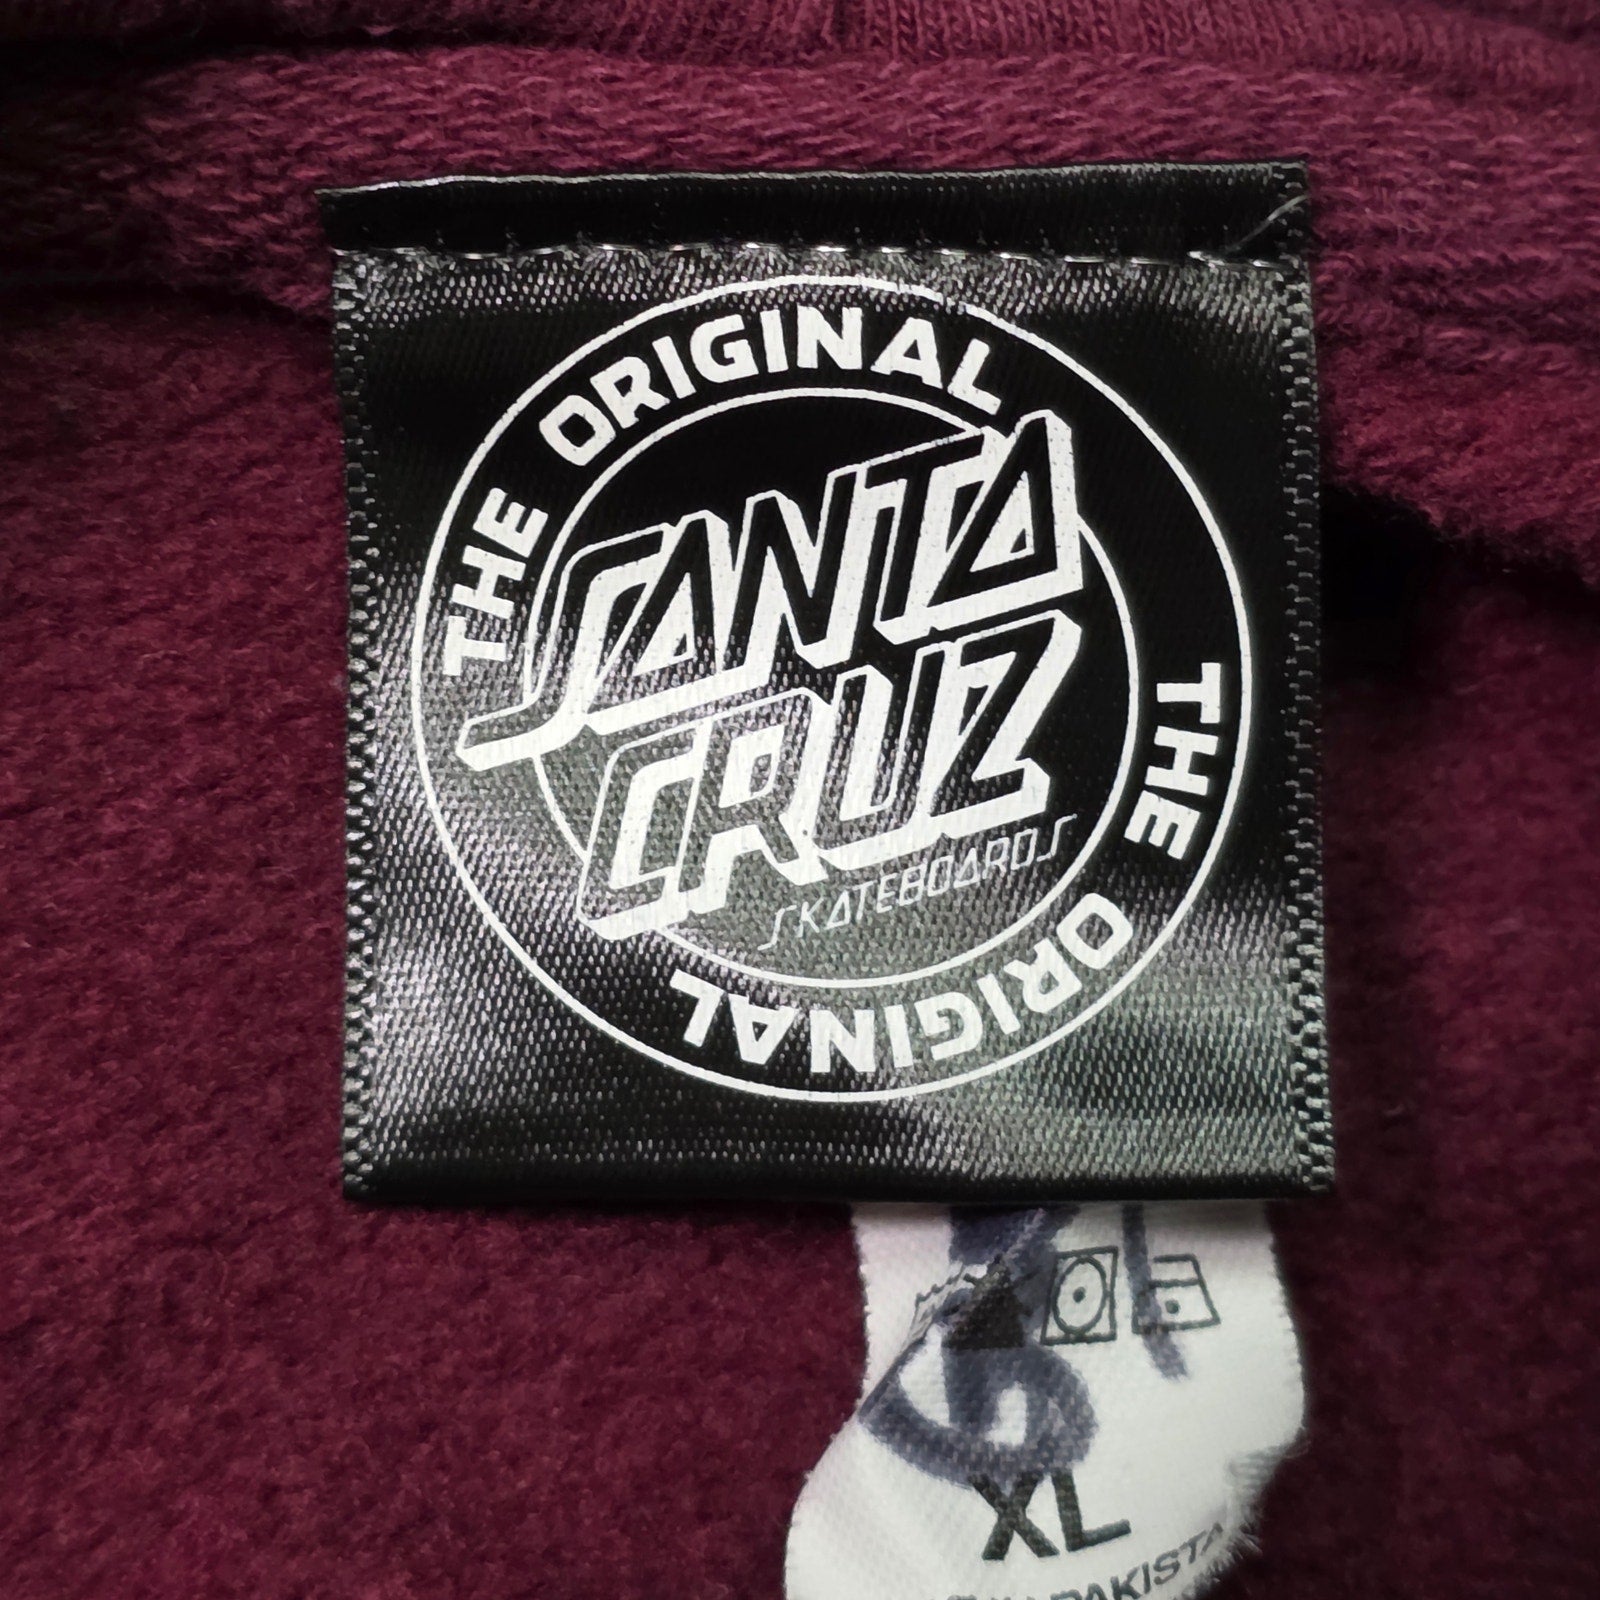 THE ORIGINAL
SANTA
CRUZ
SKATEBOARDS
THE ORIGINAL
XL